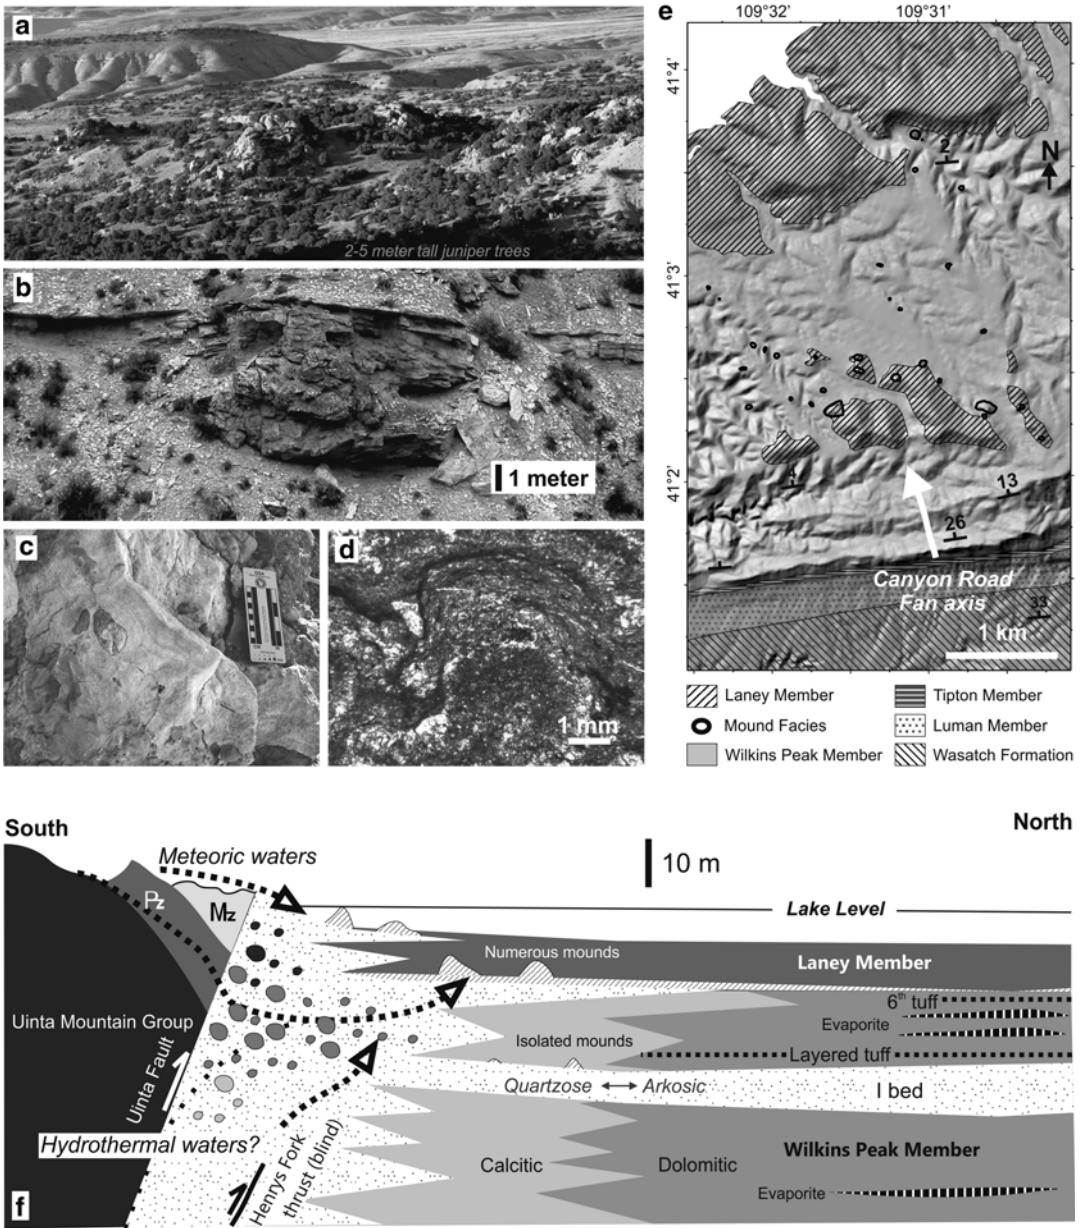 a
2-5 meter tall juniper trees
b
1 meter
c
d
1 mm
e
109°32'
109°31'
41°4'
41°3'
41°2'
2
N
4
13
26
33
Canyon Road
Fan axis
1 km
Laney Member
Tipton Member
Mound Facies
Luman Member
Wilkins Peak Member
Wasatch Formation
South
North
Meteoric waters
10 m
Pz
Mz
Lake Level
Numerous mounds
Laney Member
Uinta Mountain Group
6th tuff
Evaporite
Isolated mounds
Layered tuff
Uinta Fault
Quartzose
Arkosic
I bed
Hydrothermal waters?
Henrys Fork
thrust (blind)
Wilkins Peak Member
Calcitic
Dolomitic
Evaporite
f